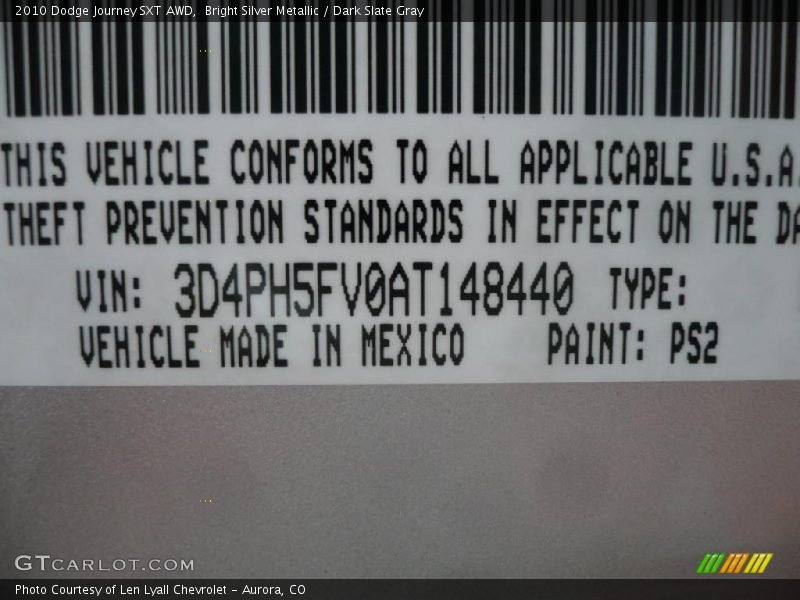 2010 Dodge Journey SXT AWD,  Bright Silver Metallic / Dark Slate Gray
THIS VEHICLE CONFORMS TO ALL APPLICABLE U.S.A.
THEFT PREVENTION STANDARDS IN EFFECT ON THE DA
VIN: 3D4PH5FV0AT148440 TYPE:
VEHICLE MADE IN MEXICO PAINT: PS2
GTCARLOT.COM
Photo Courtesy of Len Lyall Chevrolet - Aurora, CO